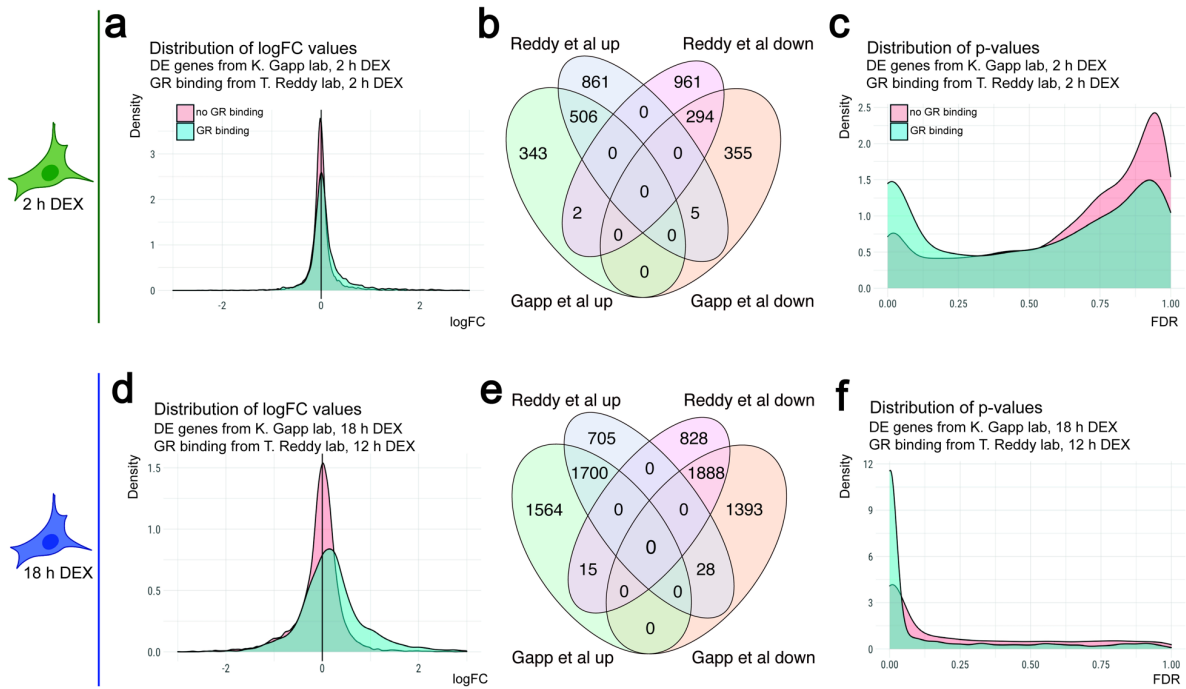 a
Distribution of logFC values
DE genes from K. Gapp lab, 2 h DEX
GR binding from T. Reddy lab, 2 h DEX
no GR binding
GR binding
Density
3
2
1
0
-2
0
2
logFC
2 h DEX
b
Reddy et al up
Reddy et al down
861
961
506
0
294
343
0
0
355
0
2
5
0
0
0
Gapp et al up
Gapp et al down
c
Distribution of p-values
DE genes from K. Gapp lab, 2 h DEX
GR binding from T. Reddy lab, 2 h DEX
no GR binding
GR binding
Density
2.5
2.0
1.5
1.0
0.5
0.0
0.00
0.25
0.50
0.75
1.00
FDR
d
Distribution of logFC values
DE genes from K. Gapp lab, 18 h DEX
GR binding from T. Reddy lab, 12 h DEX
Density
1.5
1.0
0.5
0.0
-2
0
2
logFC
18 h DEX
e
Reddy et al up
Reddy et al down
705
828
1700
0
1888
1564
0
0
1393
0
15
28
0
0
0
Gapp et al up
Gapp et al down
f
Distribution of p-values
DE genes from K. Gapp lab, 18 h DEX
GR binding from T. Reddy lab, 12 h DEX
Density
12
9
6
3
0
0.00
0.25
0.50
0.75
1.00
FDR